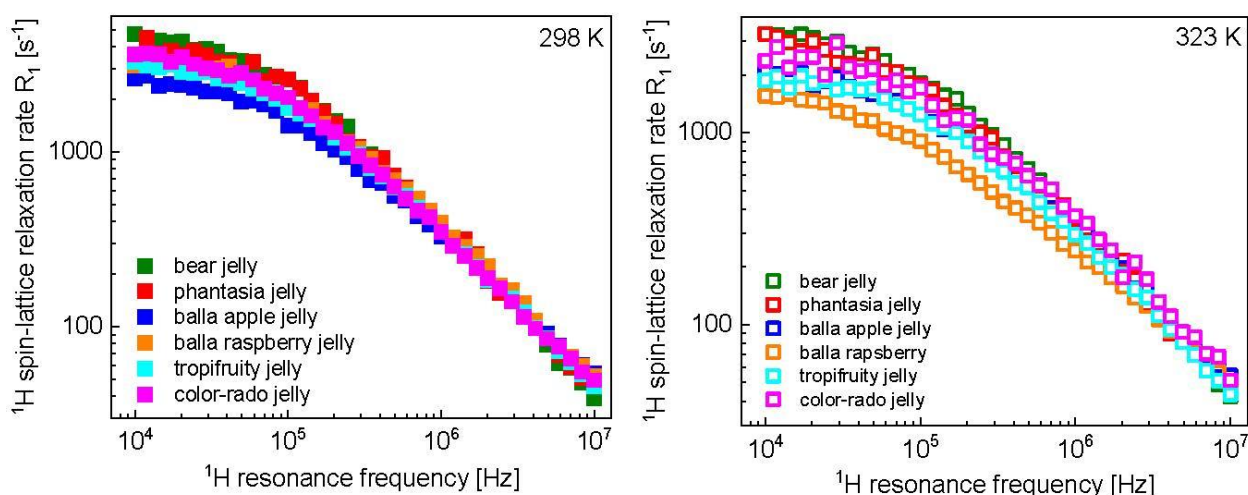 298 K
¹H spin-lattice relaxation rate R₁ [s⁻¹]
1000
100
bear jelly
phantasia jelly
balla apple jelly
balla raspberry jelly
tropifruity jelly
color-rado jelly
10⁴
10⁵
10⁶
10⁷
¹H resonance frequency [Hz]
323 K
¹H spin-lattice relaxation rate R₁ [s⁻¹]
1000
100
bear jelly
phantasia jelly
balla apple jelly
balla rapsberry
tropifruity jelly
color-rado jelly
10⁴
10⁵
10⁶
10⁷
¹H resonance frequency [Hz]